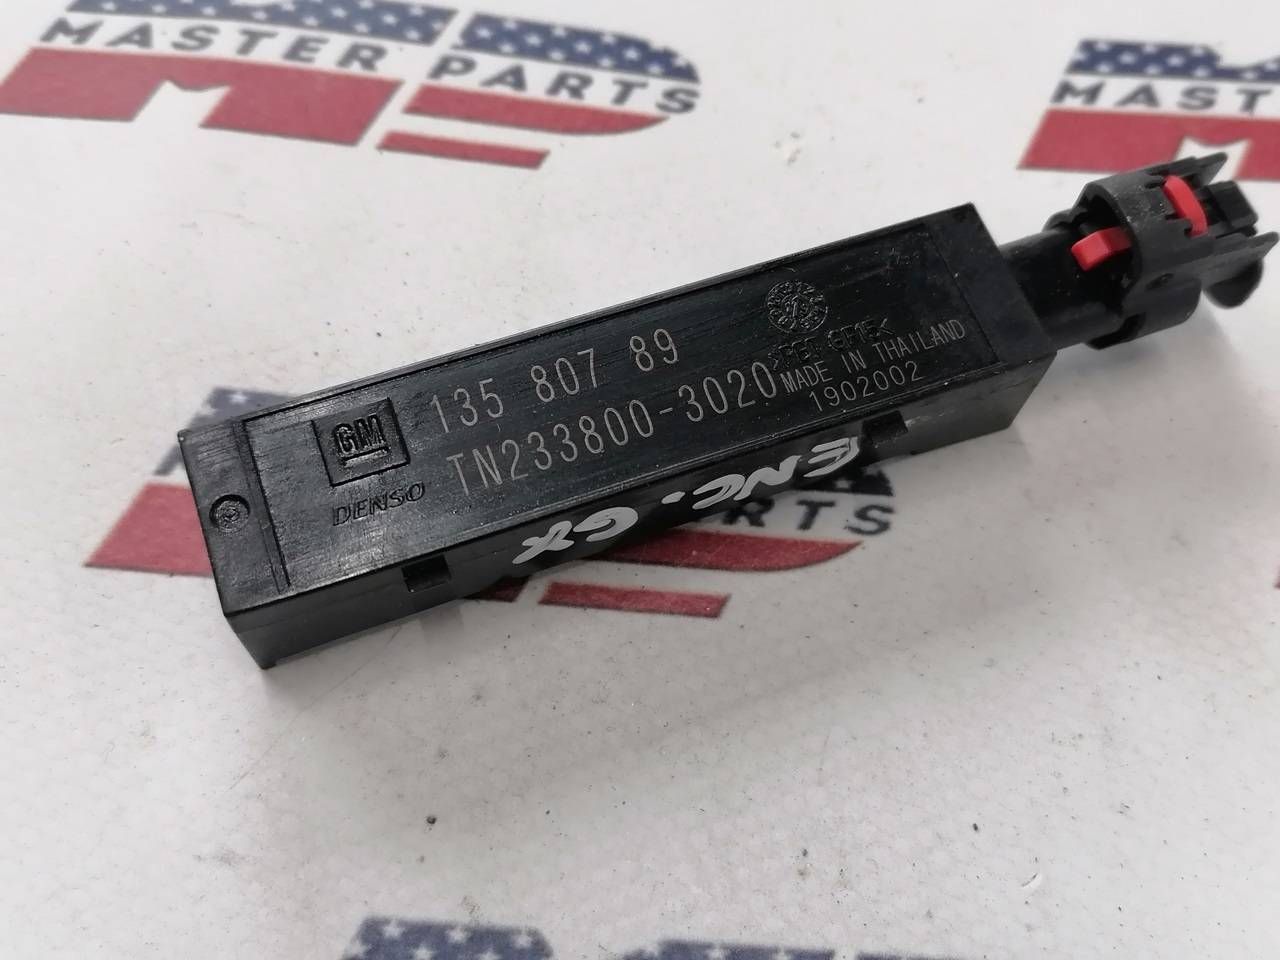 MASTER PARTS
MASTER
GM
DENSO
135 807 89
TN233800-3020
MADE IN THAILAND
1902002
ENC. GX
PARTS